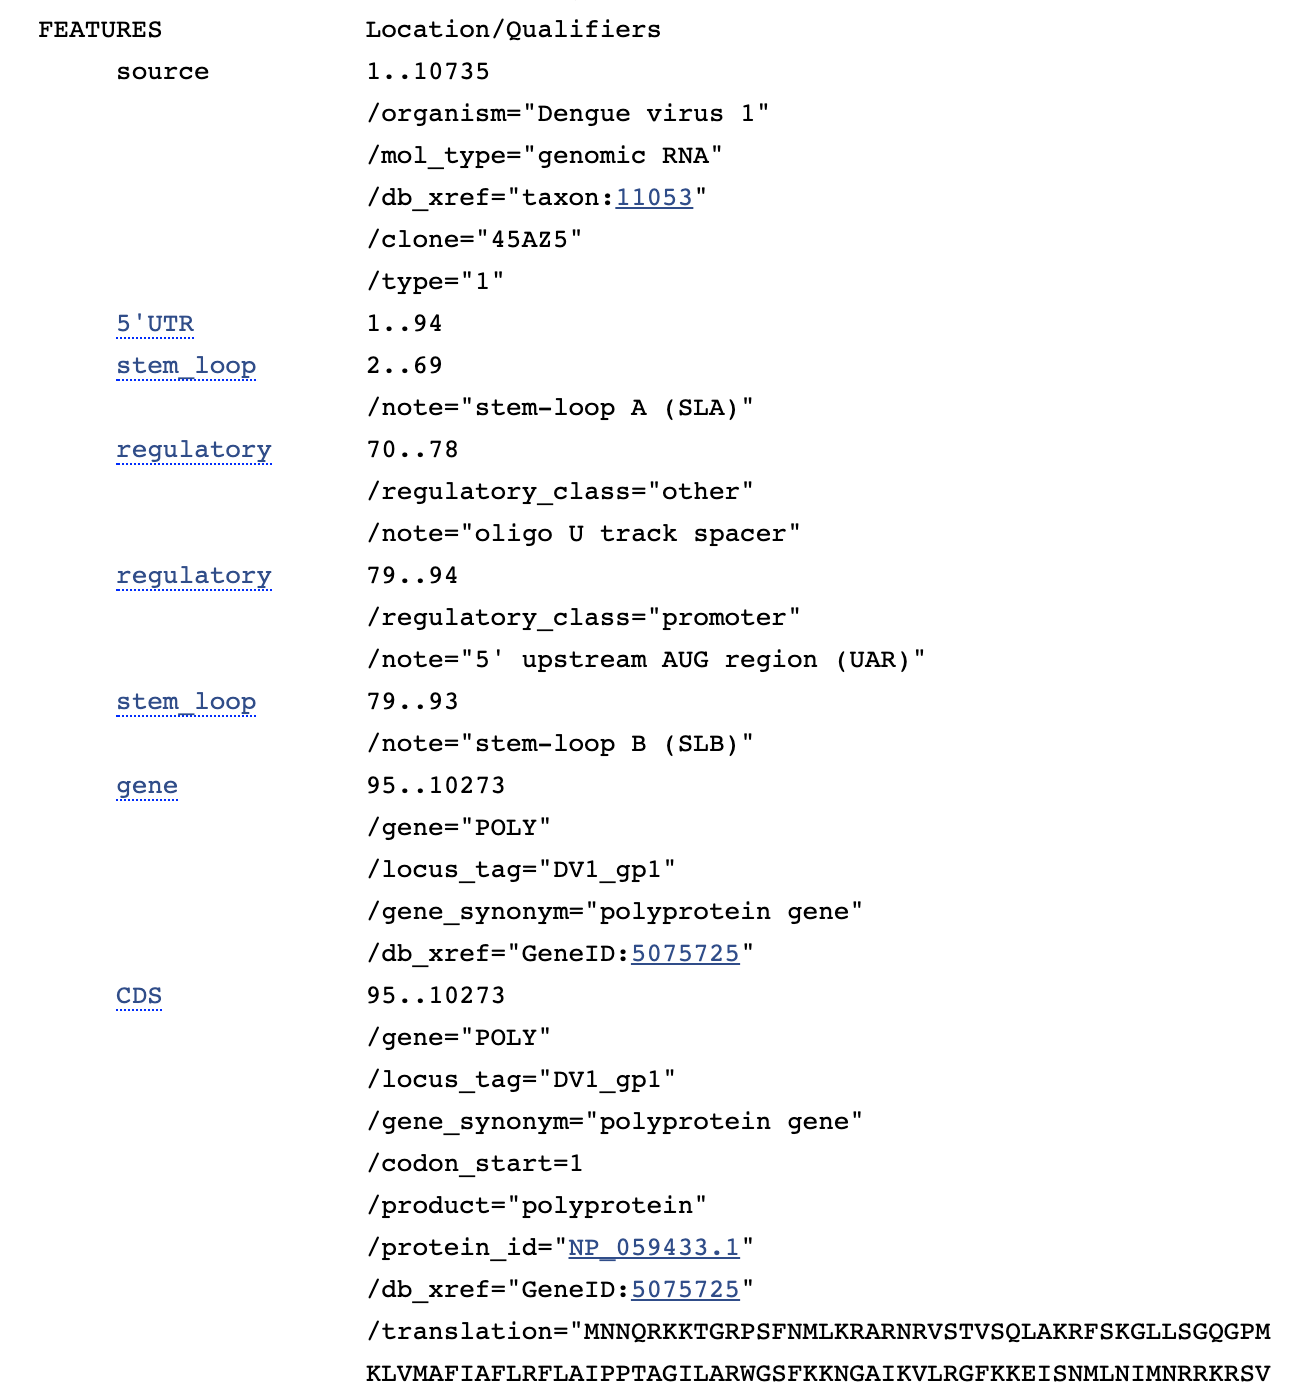 FEATURES Location/Qualifiers
source 1..10735
/organism="Dengue virus 1"
/mol_type="genomic RNA"
/db_xref="taxon:11053"
/clone="45AZ5"
/type="1"
5'UTR 1..94
stem_loop 2..69
/note="stem-loop A (SLA)"
regulatory 70..78
/regulatory_class="other"
/note="oligo U track spacer"
regulatory 79..94
/regulatory_class="promoter"
/note="5' upstream AUG region (UAR)"
stem_loop 79..93
/note="stem-loop B (SLB)"
gene 95..10273
/gene="POLY"
/locus_tag="DV1_gp1"
/gene_synonym="polyprotein gene"
/db_xref="GeneID:5075725"
CDS 95..10273
/gene="POLY"
/locus_tag="DV1_gp1"
/gene_synonym="polyprotein gene"
/codon_start=1
/product="polyprotein"
/protein_id="NP_059433.1"
/db_xref="GeneID:5075725"
/translation="MNNQRKKTGRPSFNMLKRARNRVSTVSQLAKRFSKGLLSGQGPM
KLVMAFIAFLRFLAIPPTAGILARWGSFKKNGAIKVLRGFKKEISNMLNIMNRRKRSV